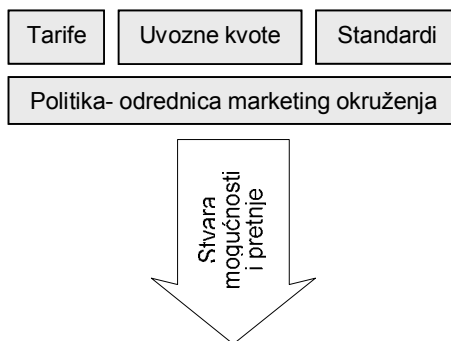 Tarife
Uvozne kvote
Standardi
Politika- odrednica marketing okruženja
Stvara
mogućnosti
i pretnje